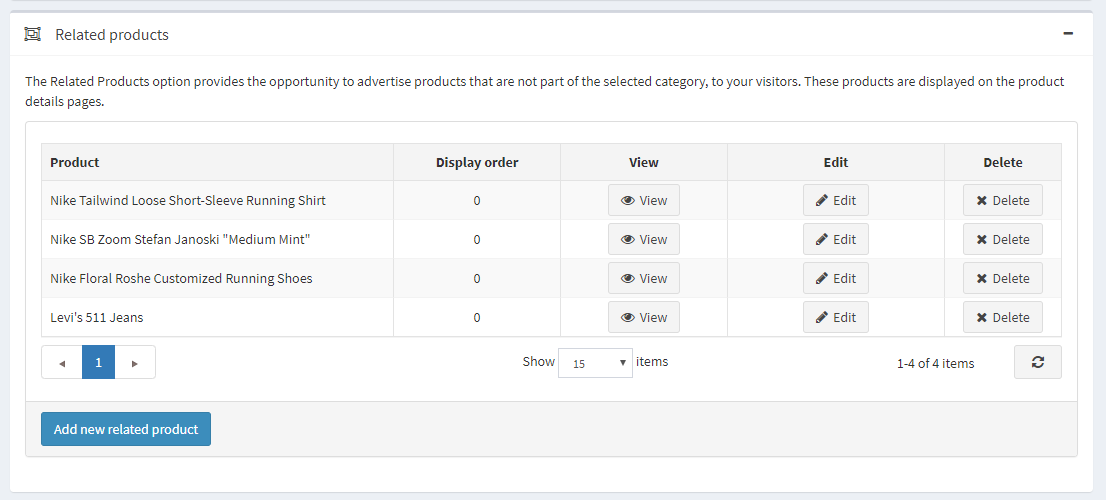 Related products
The Related Products option provides the opportunity to advertise products that are not part of the selected category, to your visitors. These products are displayed on the product
details pages.
Product Display order View Edit Delete
Nike Tailwind Loose Short-Sleeve Running Shirt 0 View Edit Delete
Nike SB Zoom Stefan Janoski "Medium Mint" 0 View Edit Delete
Nike Floral Roshe Customized Running Shoes 0 View Edit Delete
Levi's 511 Jeans 0 View Edit Delete
1 Show 15 items 1-4 of 4 items
Add new related product